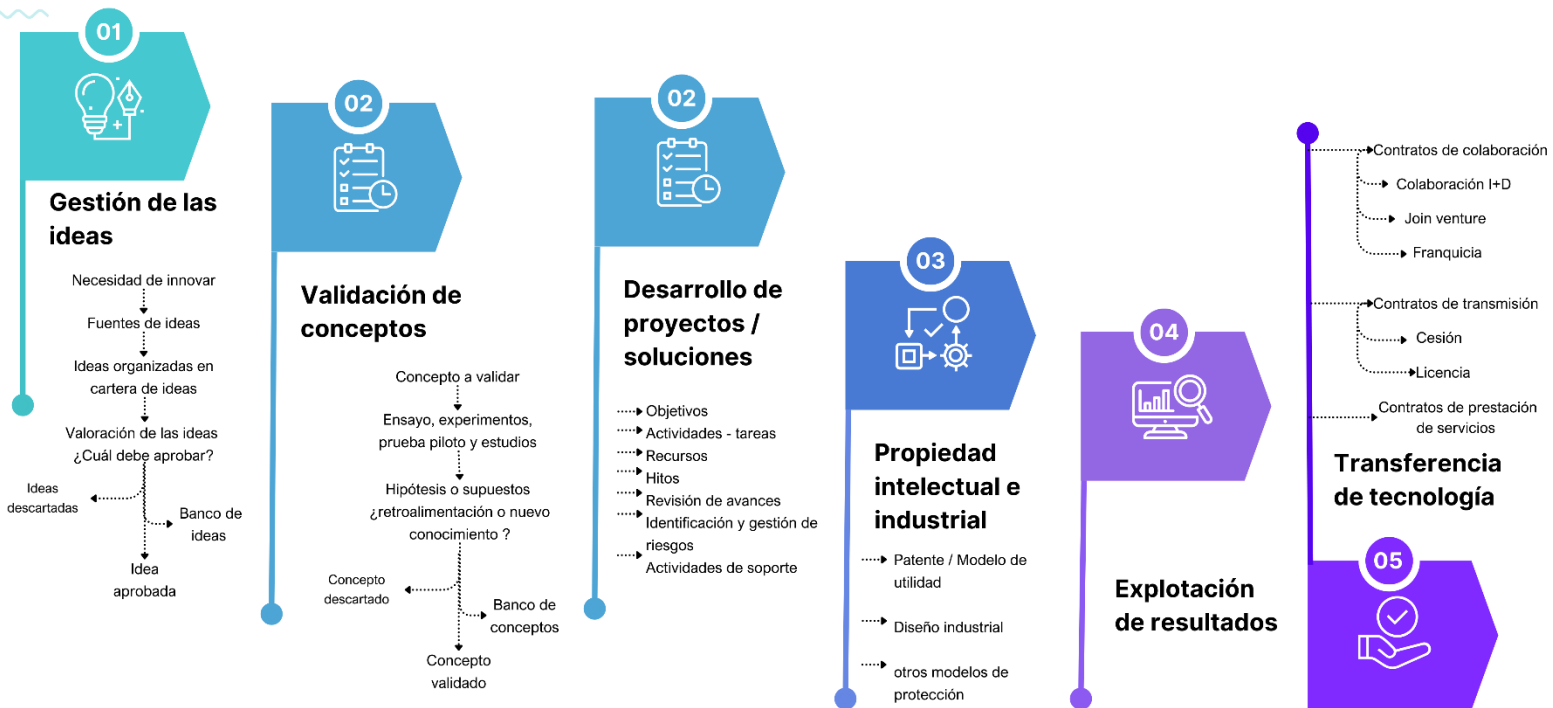 01
Gestión de las
ideas
Necesidad de innovar
Fuentes de ideas
Ideas organizadas en
cartera de ideas
Valoración de las ideas
¿Cuál debe aprobar?
Ideas
descartadas
Banco de
ideas
Idea
aprobada
02
Validación de
conceptos
Concepto a validar
Ensayo, experimentos,
prueba piloto y estudios
Hipótesis o supuestos
¿retroalimentación o nuevo
conocimiento ?
Concepto
descartado
Banco de
conceptos
Concepto
validado
02
Desarrollo de
proyectos /
soluciones
Objetivos
Actividades - tareas
Recursos
Hitos
Revisión de avances
Identificación y gestión de
riesgos
Actividades de soporte
03
Propiedad
intelectual e
industrial
Patente / Modelo de
utilidad
Diseño industrial
otros modelos de
protección
04
Explotación
de resultados
Contratos de colaboración
Colaboración I+D
Join venture
Franquicia
Contratos de transmisión
Cesión
Licencia
Contratos de prestación
de servicios
Transferencia
de tecnología
05